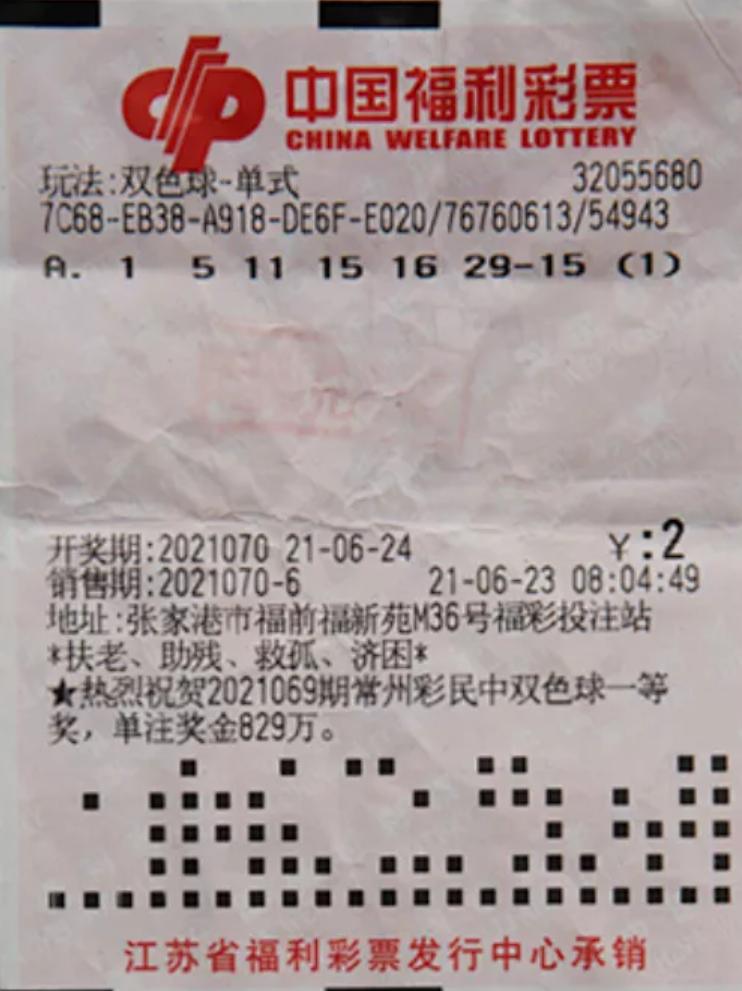 中国福利彩票
CHINA WELFARE LOTTERY
玩法:双色球-单式 32055680
7C68-EB38-A918-DE6F-E020/76760613/54943
A. 1 5 11 15 16 29-15 (1)
开奖期:2021070 21-06-24 ¥:2
销售期:2021070-6 21-06-23 08:04:49
地址:张家港市福前福新苑M36号福彩投注站
*扶老、助残、救孤、济困*
★热烈祝贺2021069期常州彩民中双色球一等
奖，单注奖金829万。
江苏省福利彩票发行中心承销